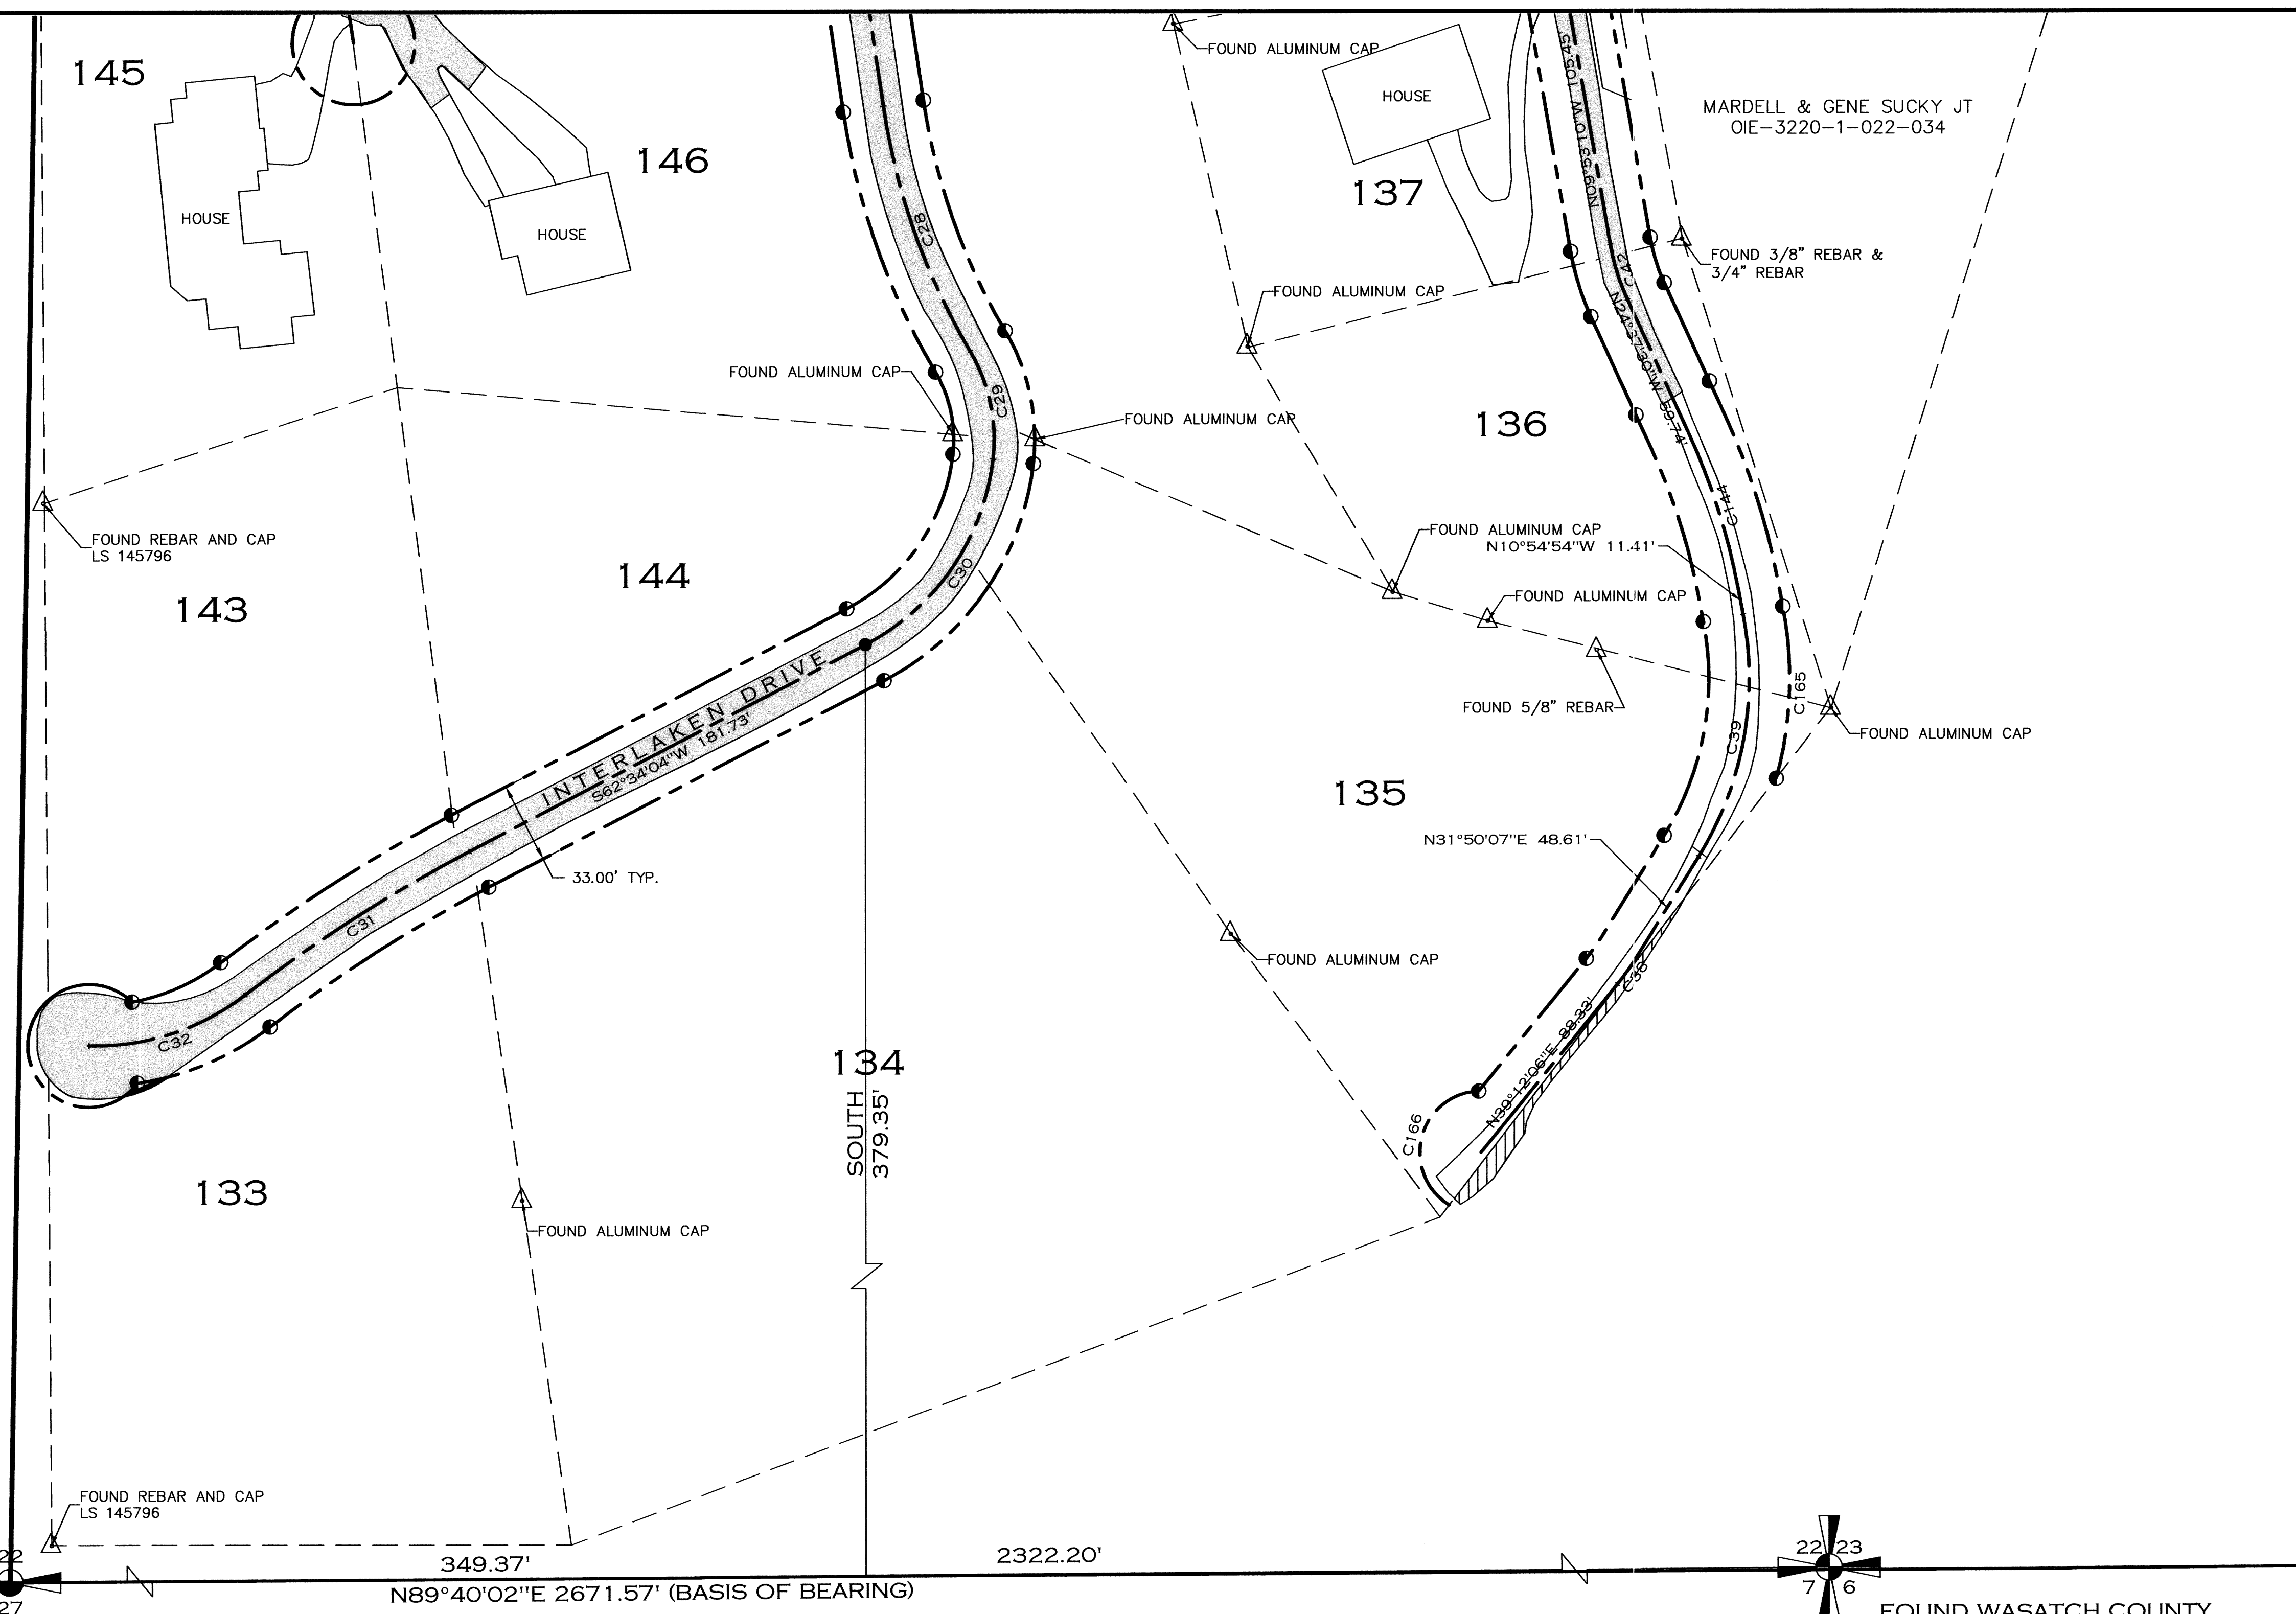 FOUND ALUMINUM CAP
145
HOUSE
146
HOUSE
HOUSE
137
N09°53'10"W 105.45'
MARDELL & GENE SUCKY JT
OIE-3220-1-022-034
HOUSE
C28
FOUND 3/8" REBAR &
3/4" REBAR
C42
FOUND ALUMINUM CAP
N24°37'30"W 59.74'
FOUND ALUMINUM CAP
C29
FOUND ALUMINUM CAP
136
C144
FOUND REBAR AND CAP
LS 145796
143
144
C30
FOUND ALUMINUM CAP
N10°54'54"W 11.41'
FOUND ALUMINUM CAP
FOUND 5/8" REBAR
C165
FOUND ALUMINUM CAP
C39
INTERLAKEN DRIVE
S62°34'04"W 181.73'
135
N31°50'07"E 48.61'
33.00' TYP.
C31
FOUND ALUMINUM CAP
C38
C32
134
N39°12'06"E 88.33'
SOUTH
379.35'
C166
133
FOUND ALUMINUM CAP
FOUND REBAR AND CAP
LS 145796
22
27
349.37'
2322.20'
N89°40'02"E 2671.57' (BASIS OF BEARING)
22 23
7 6
FOUND WASATCH COUNTY